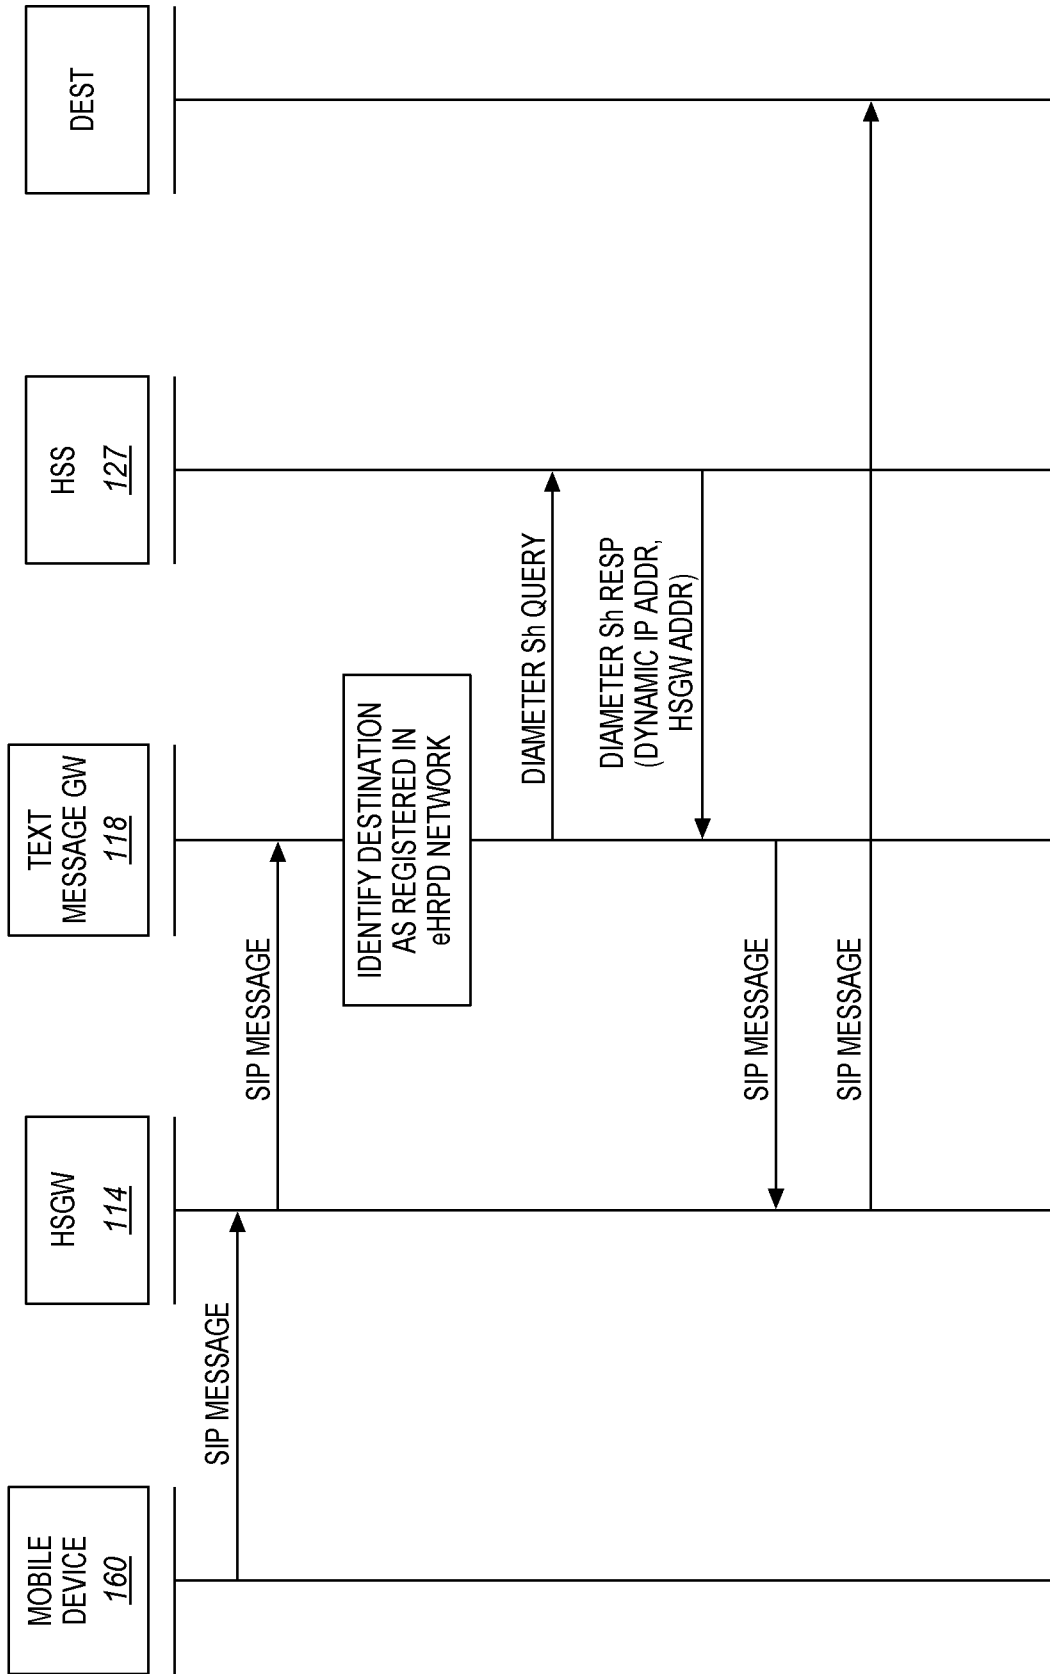 MOBILE
DEVICE
160
HSGW
114
TEXT
MESSAGE GW
118
HSS
127
DEST
SIP MESSAGE
SIP MESSAGE
IDENTIFY DESTINATION
AS REGISTERED IN
eHRPD NETWORK
DIAMETER Sh QUERY
DIAMETER Sh RESP
(DYNAMIC IP ADDR,
HSGW ADDR)
SIP MESSAGE
SIP MESSAGE